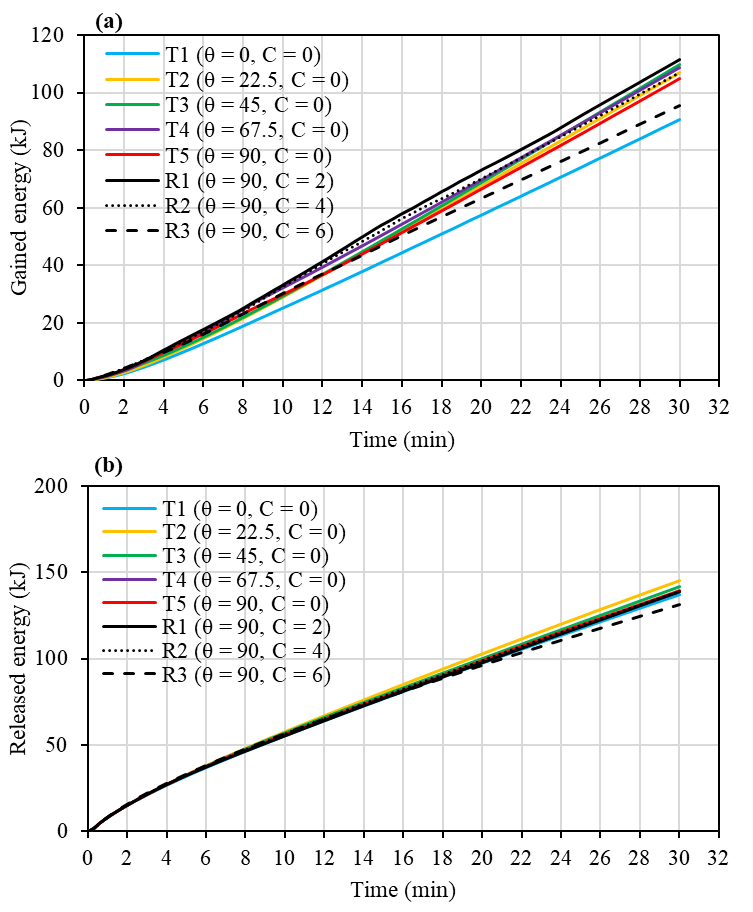 (a)
Gained energy (kJ)
120
100
80
60
40
20
0
T1 (θ = 0, C = 0)
T2 (θ = 22.5, C = 0)
T3 (θ = 45, C = 0)
T4 (θ = 67.5, C = 0)
T5 (θ = 90, C = 0)
R1 (θ = 90, C = 2)
R2 (θ = 90, C = 4)
R3 (θ = 90, C = 6)
0 2 4 6 8 10 12 14 16 18 20 22 24 26 28 30 32
Time (min)
(b)
Released energy (kJ)
200
150
100
50
0
T1 (θ = 0, C = 0)
T2 (θ = 22.5, C = 0)
T3 (θ = 45, C = 0)
T4 (θ = 67.5, C = 0)
T5 (θ = 90, C = 0)
R1 (θ = 90, C = 2)
R2 (θ = 90, C = 4)
R3 (θ = 90, C = 6)
0 2 4 6 8 10 12 14 16 18 20 22 24 26 28 30 32
Time (min)